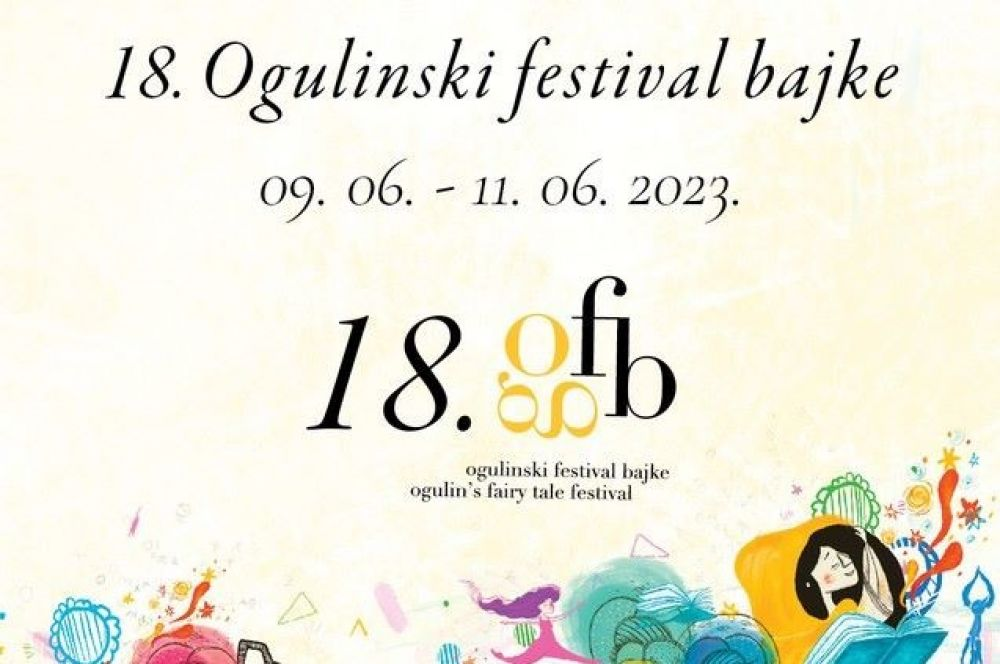 18. Ogulinski festival bajke
09. 06. - 11. 06. 2023.
18. ofb
ogulinski festival bajke
ogulin's fairy tale festival